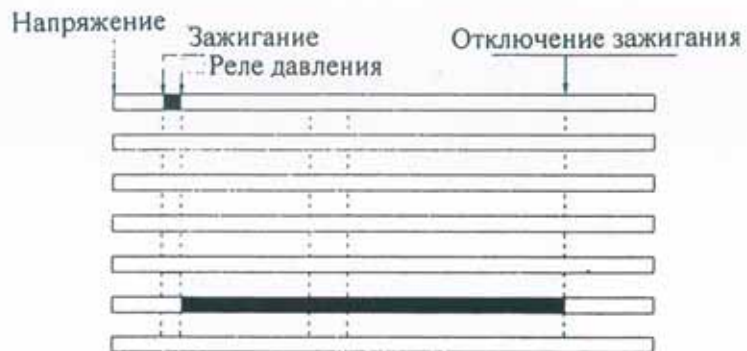 Напряжение
Зажигание
Отключение зажигания
Реле давления